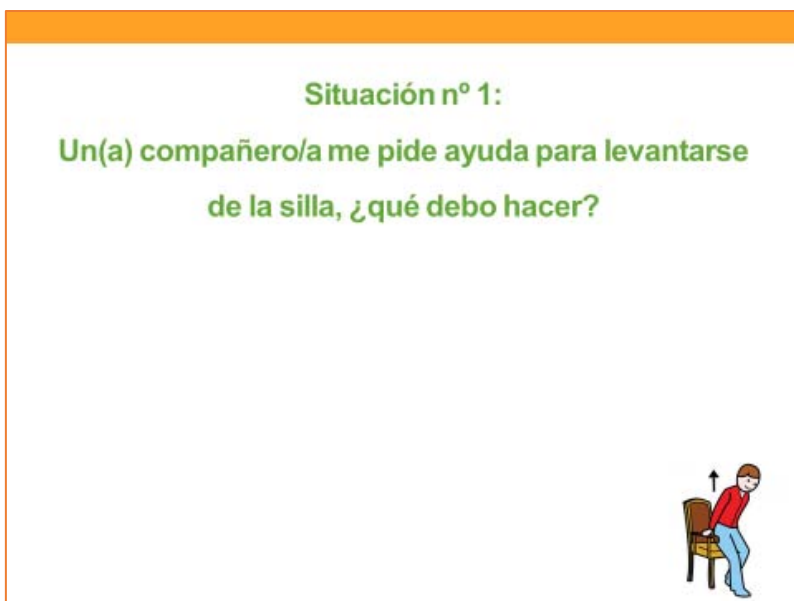 Situación nº 1:
Un(a) compañero/a me pide ayuda para levantarse
de la silla, ¿qué debo hacer?